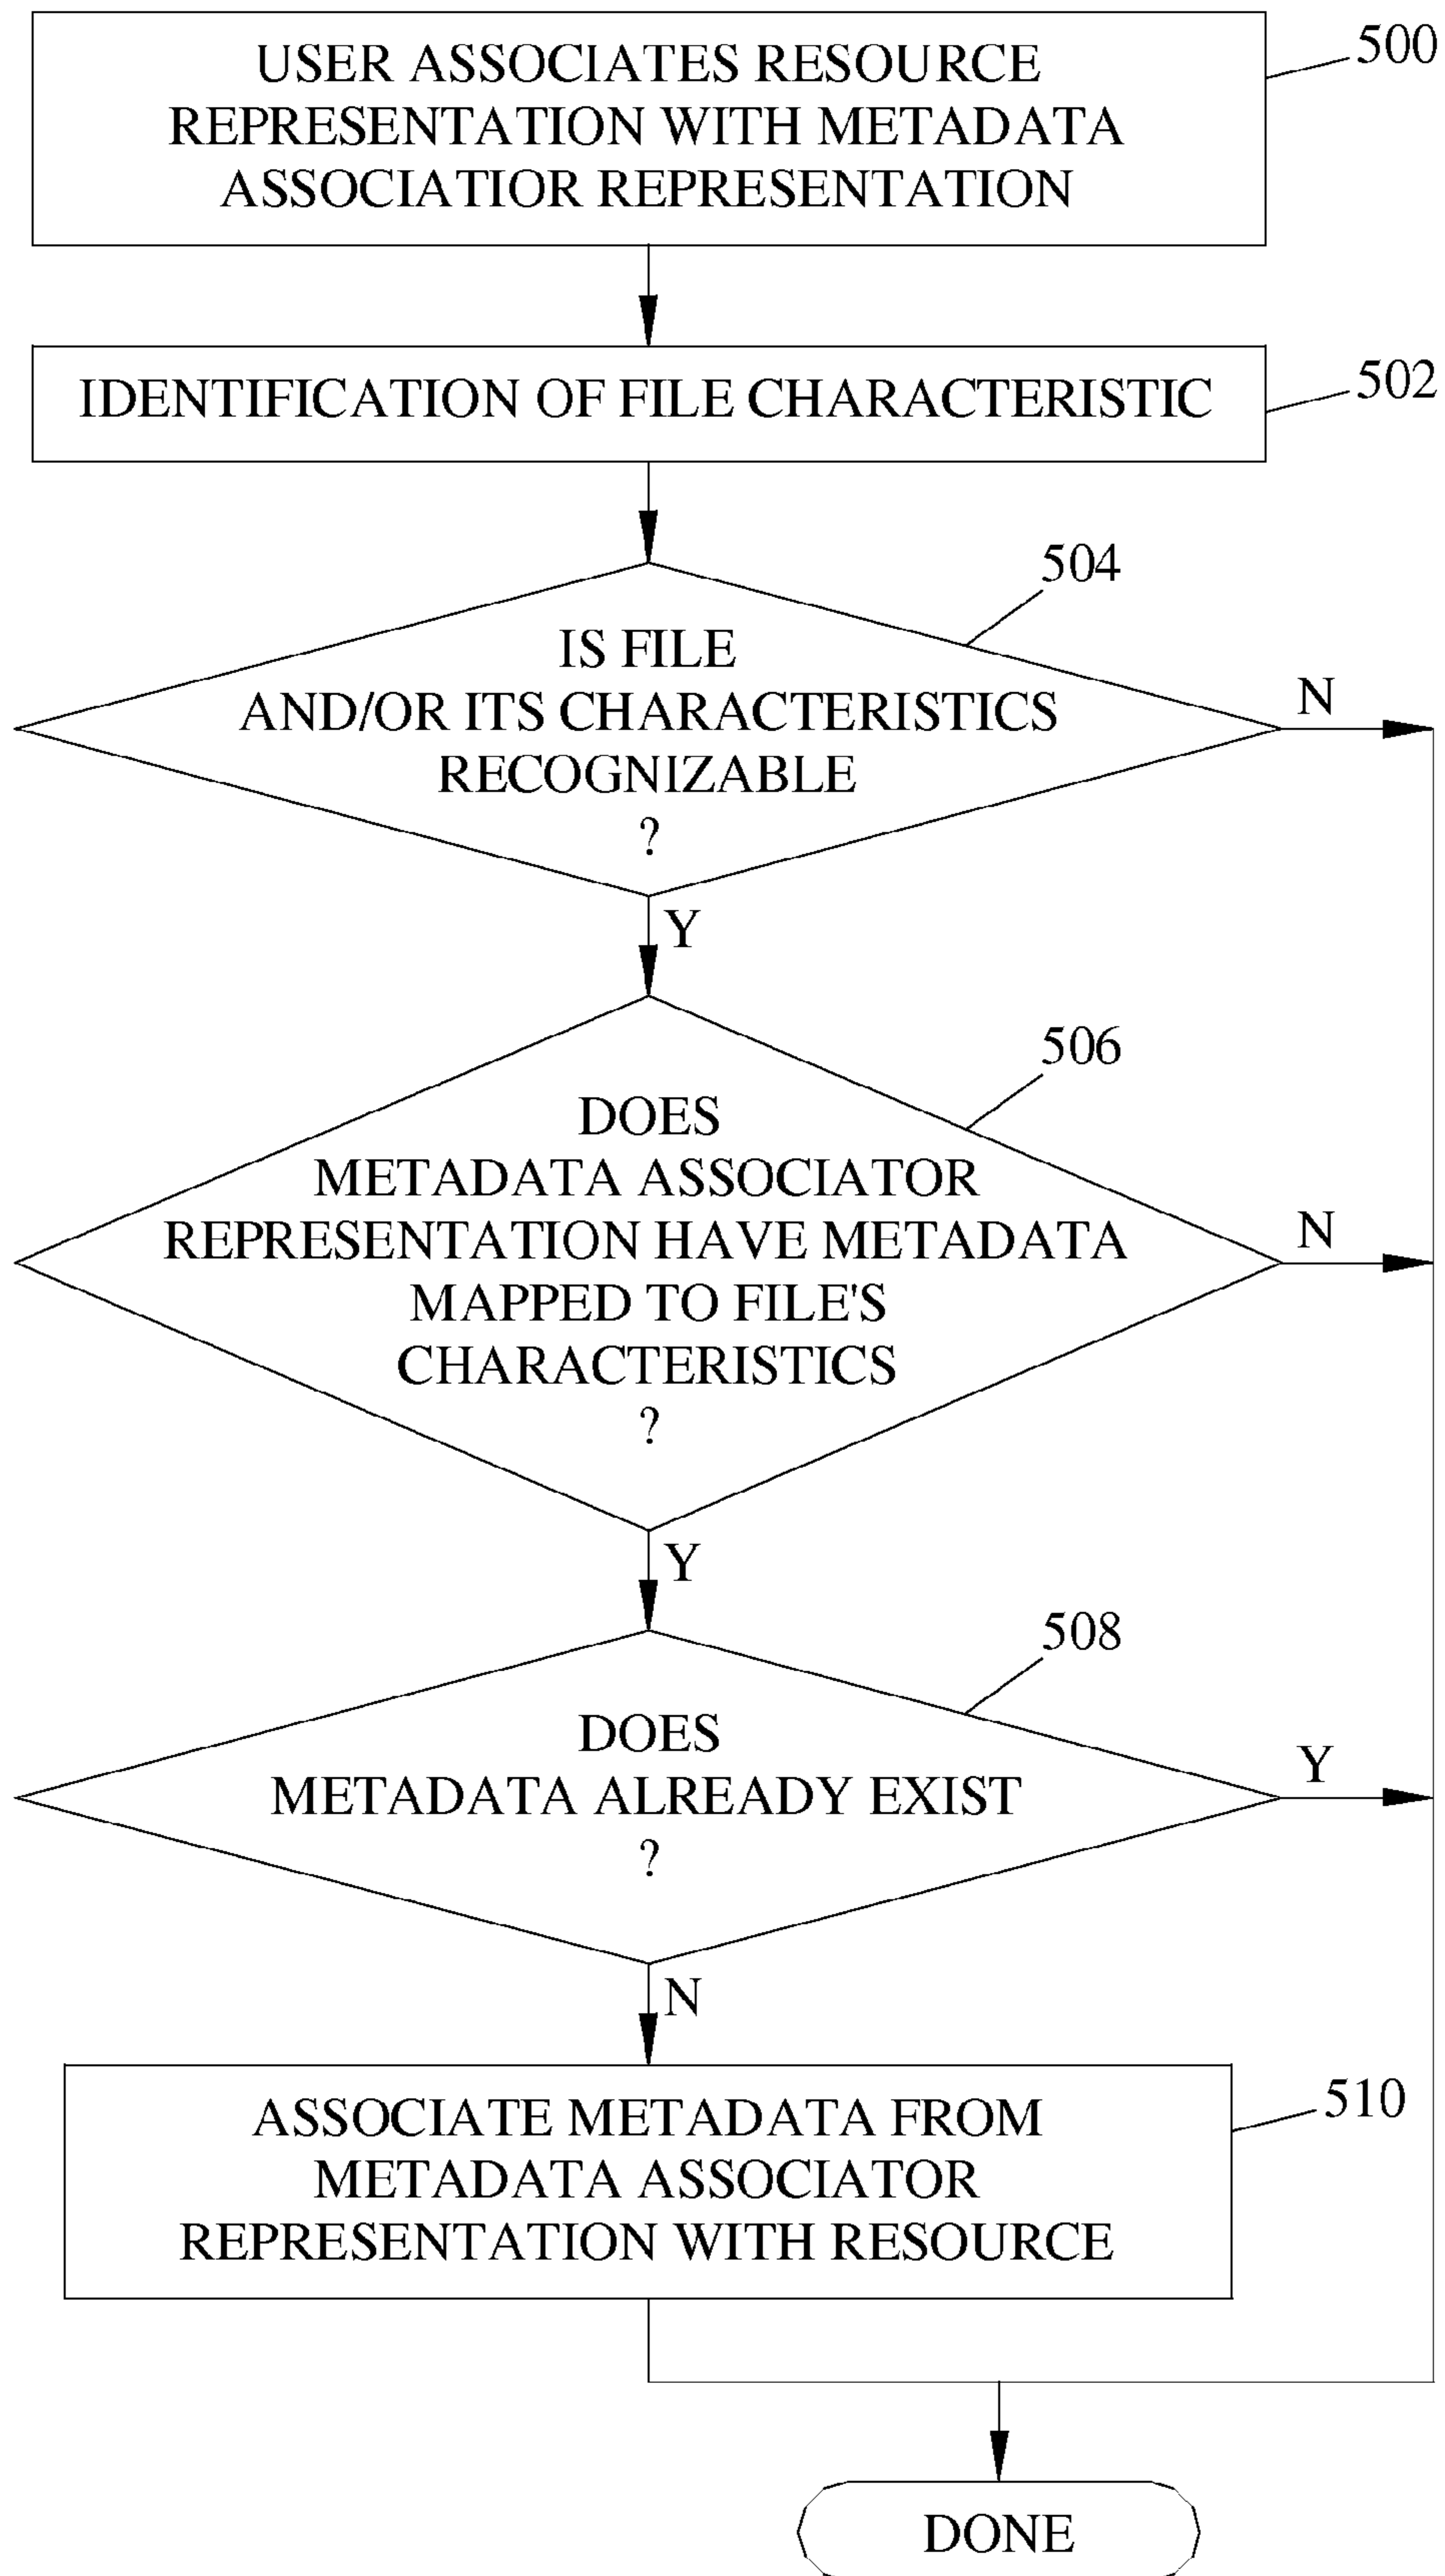 USER ASSOCIATES RESOURCE
REPRESENTATION WITH METADATA
ASSOCIATIOR REPRESENTATION
500
IDENTIFICATION OF FILE CHARACTERISTIC
502
504
IS FILE
AND/OR ITS CHARACTERISTICS
RECOGNIZABLE
?
N
Y
506
DOES
METADATA ASSOCIATOR
REPRESENTATION HAVE METADATA
MAPPED TO FILE'S
CHARACTERISTICS
?
N
Y
508
DOES
METADATA ALREADY EXIST
?
Y
N
ASSOCIATE METADATA FROM
METADATA ASSOCIATOR
REPRESENTATION WITH RESOURCE
510
DONE